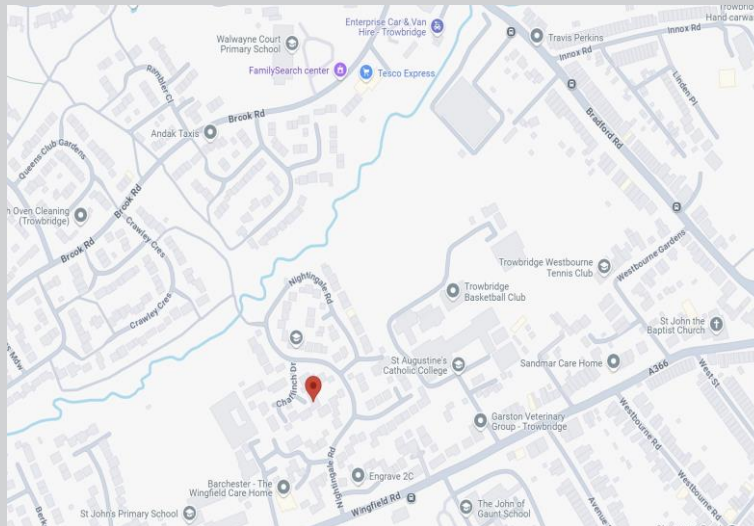 Trowbrid
Hand carwa
Travis Perkins
Innox Rd
Innox Rd
Enterprise Car & Van
Hire - Trowbridge
Walwayne Court
Primary School
FamilySearch center
Tesco Express
Rambler Cl
Linden Pl
Bradford Rd
Brook Rd
Andak Taxis
Queens Club Gardens
n Oven Cleaning
(Trowbridge)
Brook Rd
Brook Rd
Crawley Cres
Crawley Cres
Westbourne Gardens
Trowbridge Westbourne
Tennis Club
Nightingale Rd
Trowbridge
Basketball Club
St John the
Baptist Church
s Mdw
St Augustine's
Catholic College
Sandmar Care Home
A366
West St
Chaffinch Dr
Garston Veterinary
Group - Trowbridge
Westbourne Rd
Westbourne Rd
Nightingale Rd
Engrave 2C
Barchester - The
Wingfield Care Home
Wingfield Rd
St John's Primary School
The John of
Gaunt School
Avenue
Berk